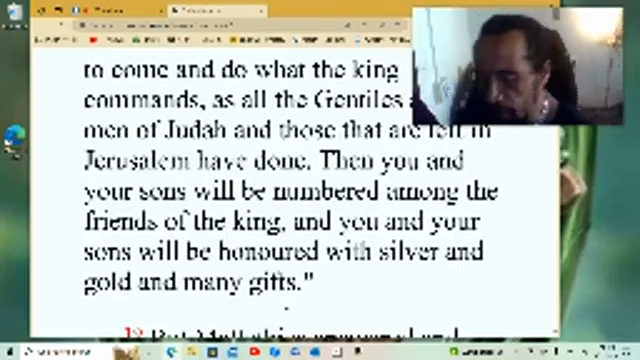 to come and do what the king
commands, as all the Gentiles
men of Judah and those that are left in
Jerusalem have done. Then you and
your sons will be numbered among the
friends of the king, and you and your
sons will be honoured with silver and
gold and many gifts."